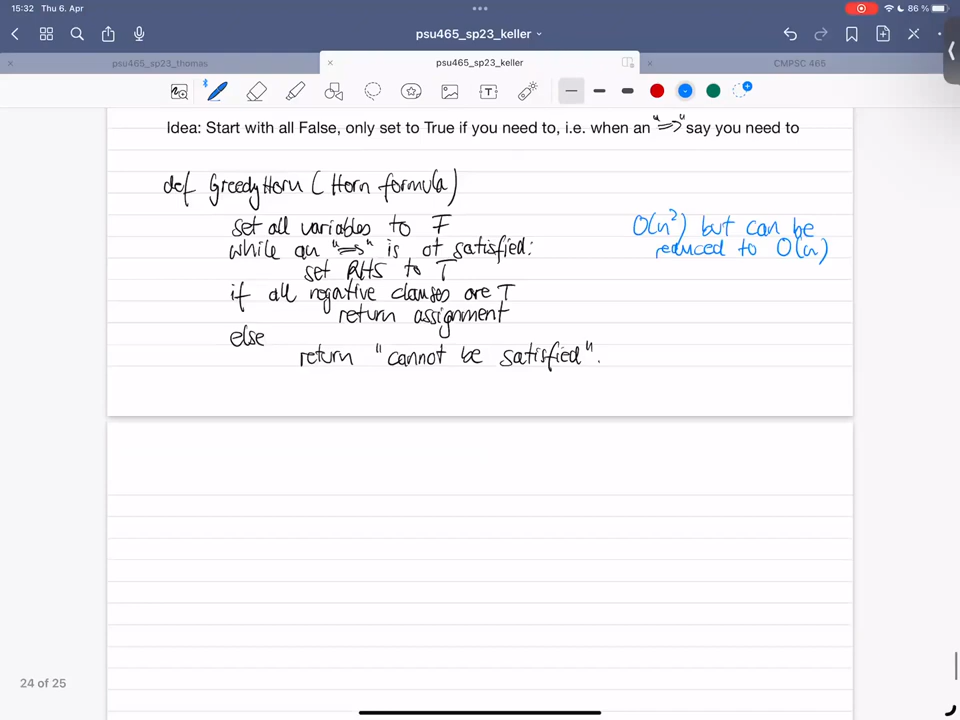 15:32 Thu 6. Apr
86 %
psu465_sp23_keller
psu465_sp23_thomas
psu465_sp23_keller
CMPSC 465
Idea: Start with all False, only set to True if you need to, i.e. when an "=>" say you need to
def GreedyHorn (Horn formula)
set all variables to F
while an "=>" is ot satisfied:
set RHS to T
if all negative clauses are T
return assignment
else
return "cannot be satisfied".
O(n²) but can be
reduced to O(n)
24 of 25